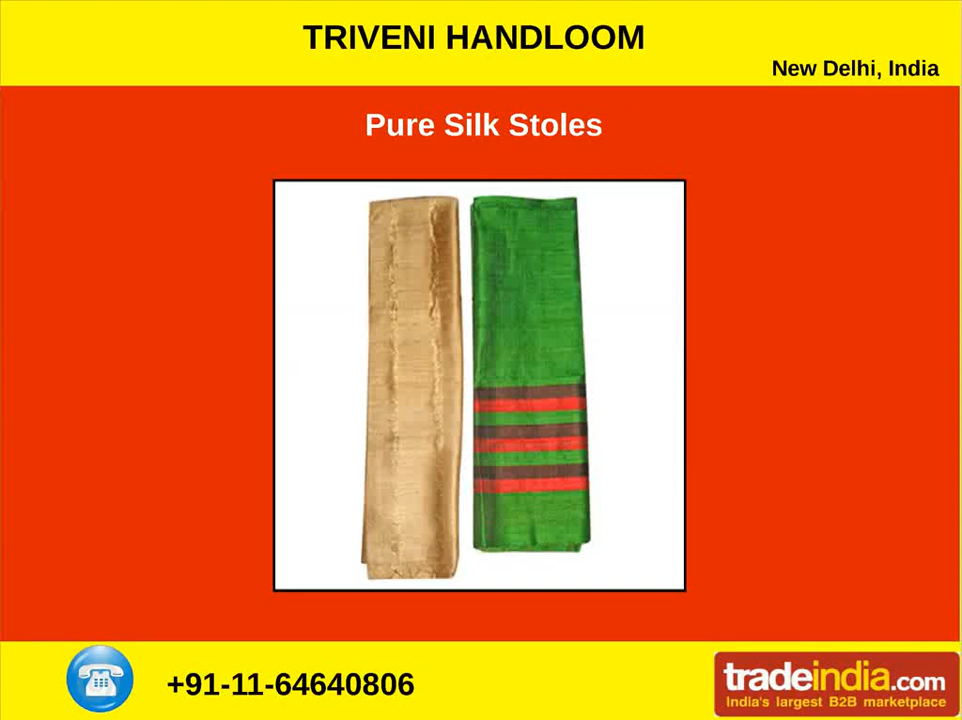 TRIVENI HANDLOOM
New Delhi, India
Pure Silk Stoles
+91-11-64640806
tradeindia.com
India's largest B2B marketplace